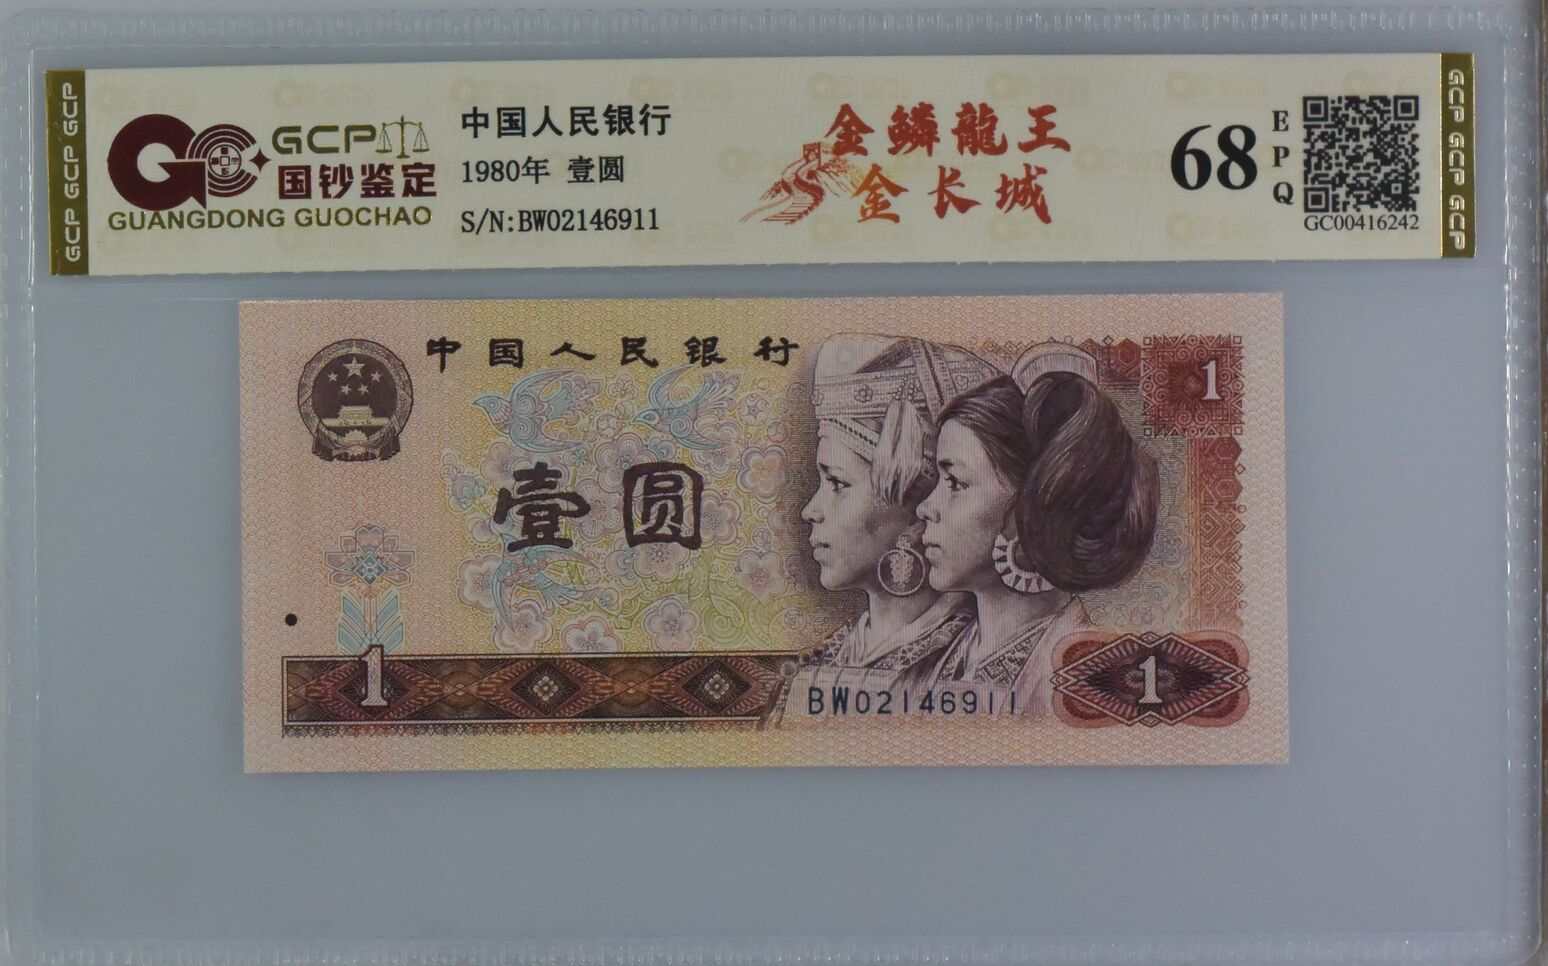 GCP GCP GCP
GCP
国钞鉴定
GUANGDONG GUOCHAO
中国人民银行
1980年 壹圆
S/N:BW02146911
金鳞龍王
金长城
68
EPQ
GC00416242
GCP GCP GCP
中国人民银行
1
壹圆
1
1
BW02146911